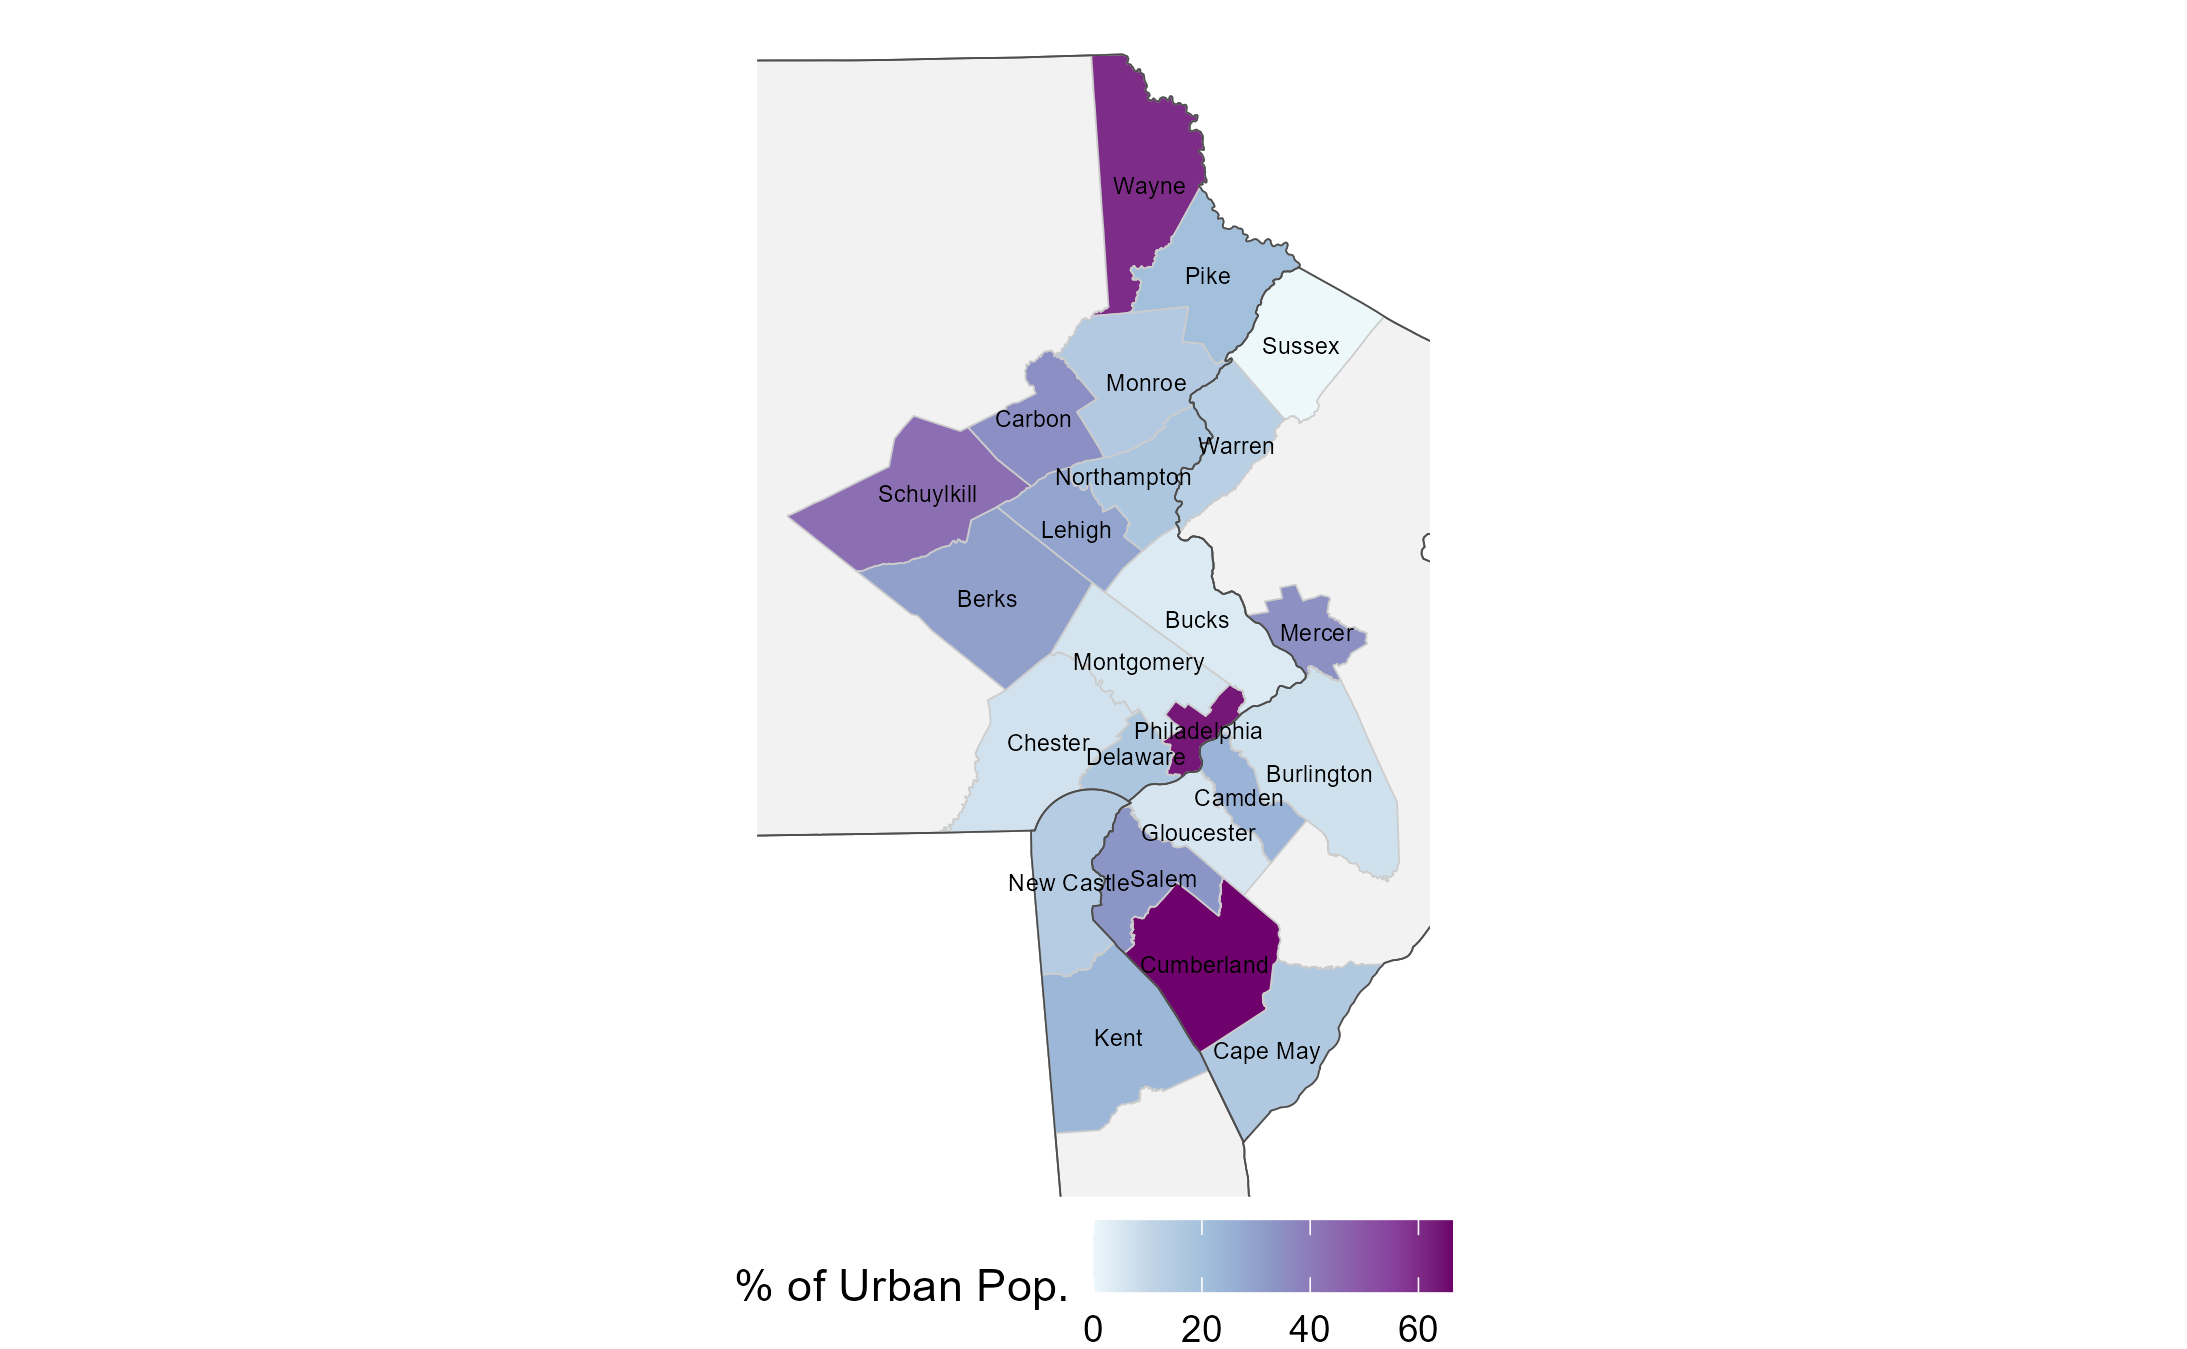 Wayne
Pike
Sussex
Monroe
Carbon
Warren
Northampton
Schuylkill
Lehigh
Berks
Bucks
Mercer
Montgomery
Philadelphia
Chester
Delaware
Burlington
Camden
Gloucester
New Castle
Salem
Cumberland
Kent
Cape May
% of Urban Pop.
0 20 40 60